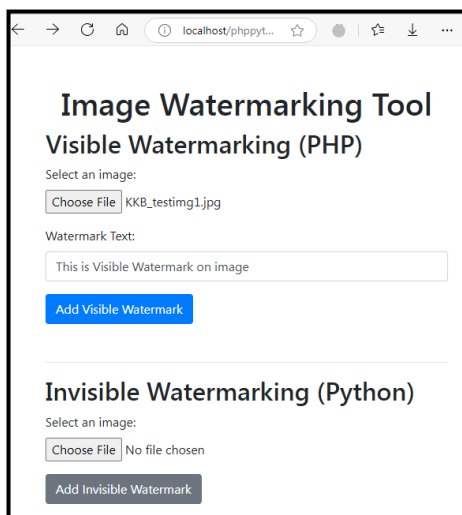 localhost/phppyt...
Image Watermarking Tool
Visible Watermarking (PHP)
Select an image:
Choose File KKB_testimg1.jpg
Watermark Text:
This is Visible Watermark on image
Add Visible Watermark
Invisible Watermarking (Python)
Select an image:
Choose File No file chosen
Add Invisible Watermark